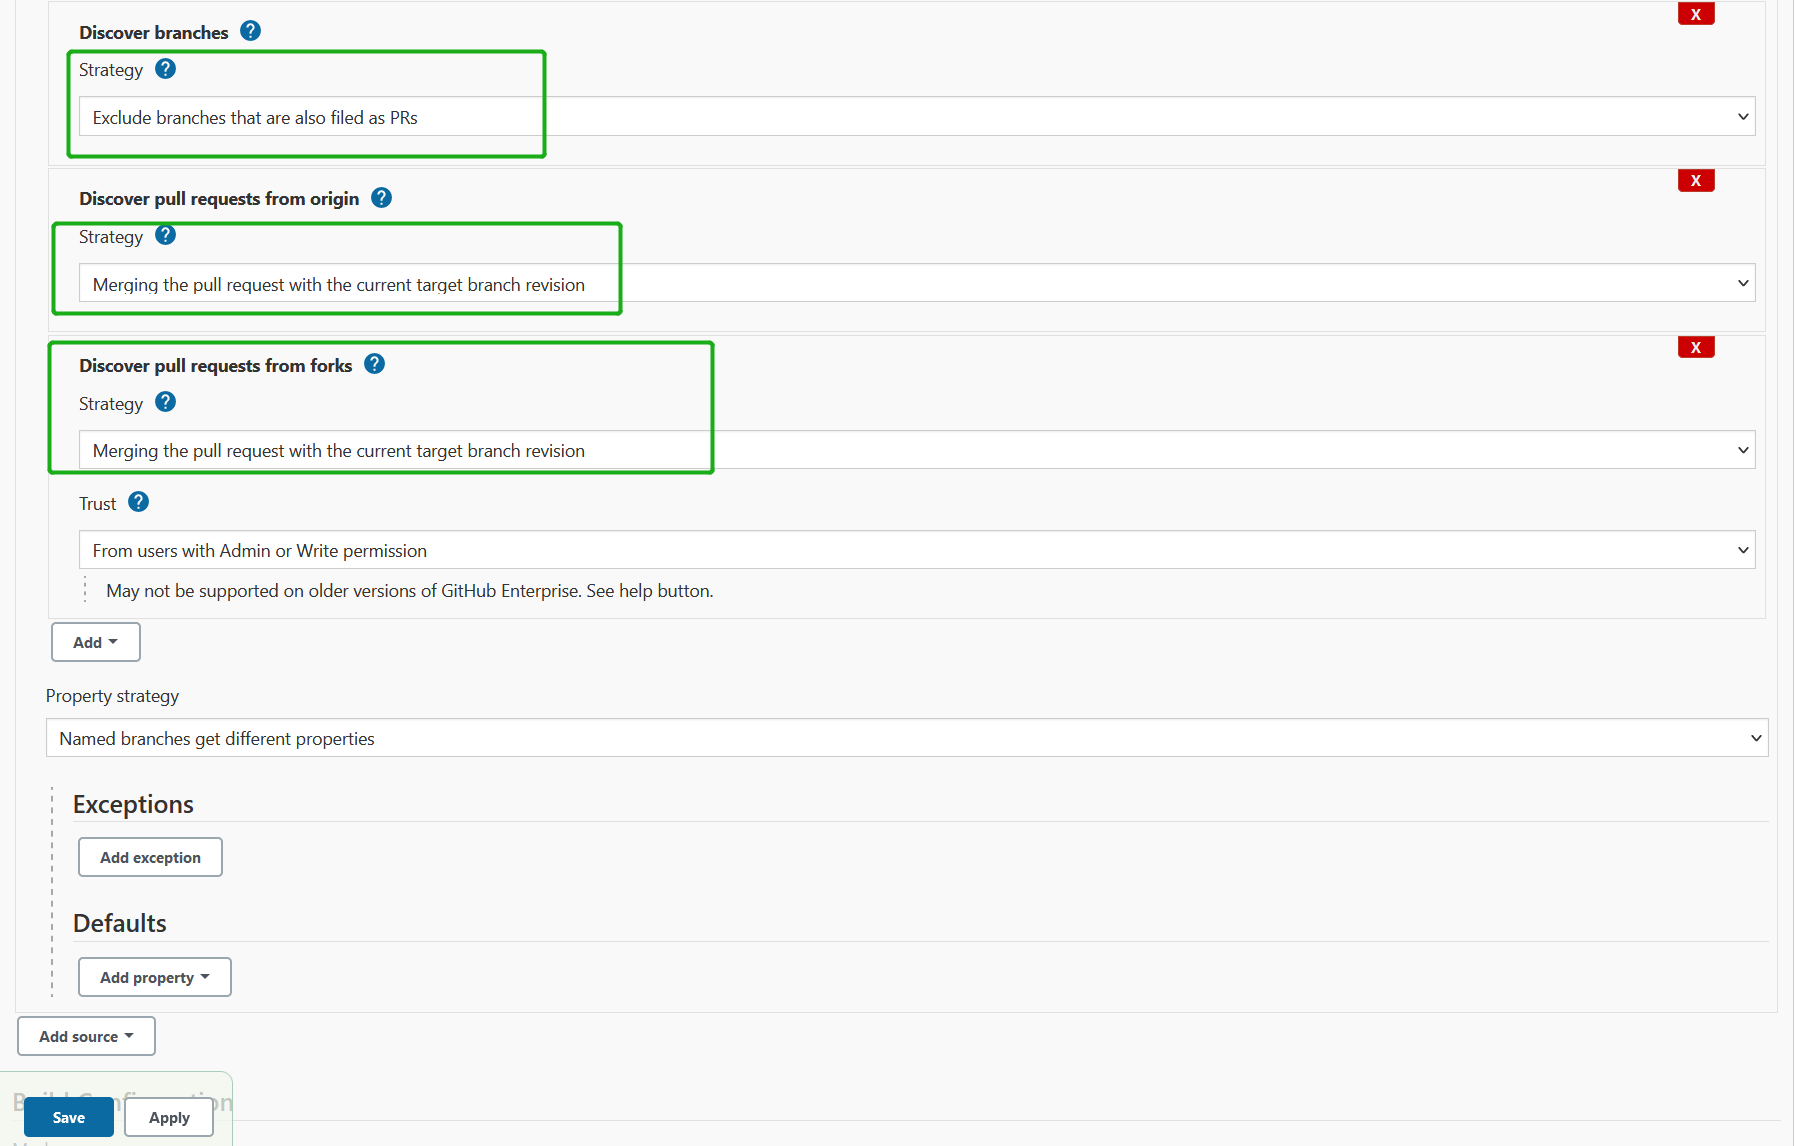 X
Discover branches ?
Strategy ?
Exclude branches that are also filed as PRs
X
Discover pull requests from origin ?
Strategy ?
Merging the pull request with the current target branch revision
X
Discover pull requests from forks ?
Strategy ?
Merging the pull request with the current target branch revision
Trust ?
From users with Admin or Write permission
May not be supported on older versions of GitHub Enterprise. See help button.
Add
Property strategy
Named branches get different properties
Exceptions
Add exception
Defaults
Add property
Add source
Build Configuration
Save Apply